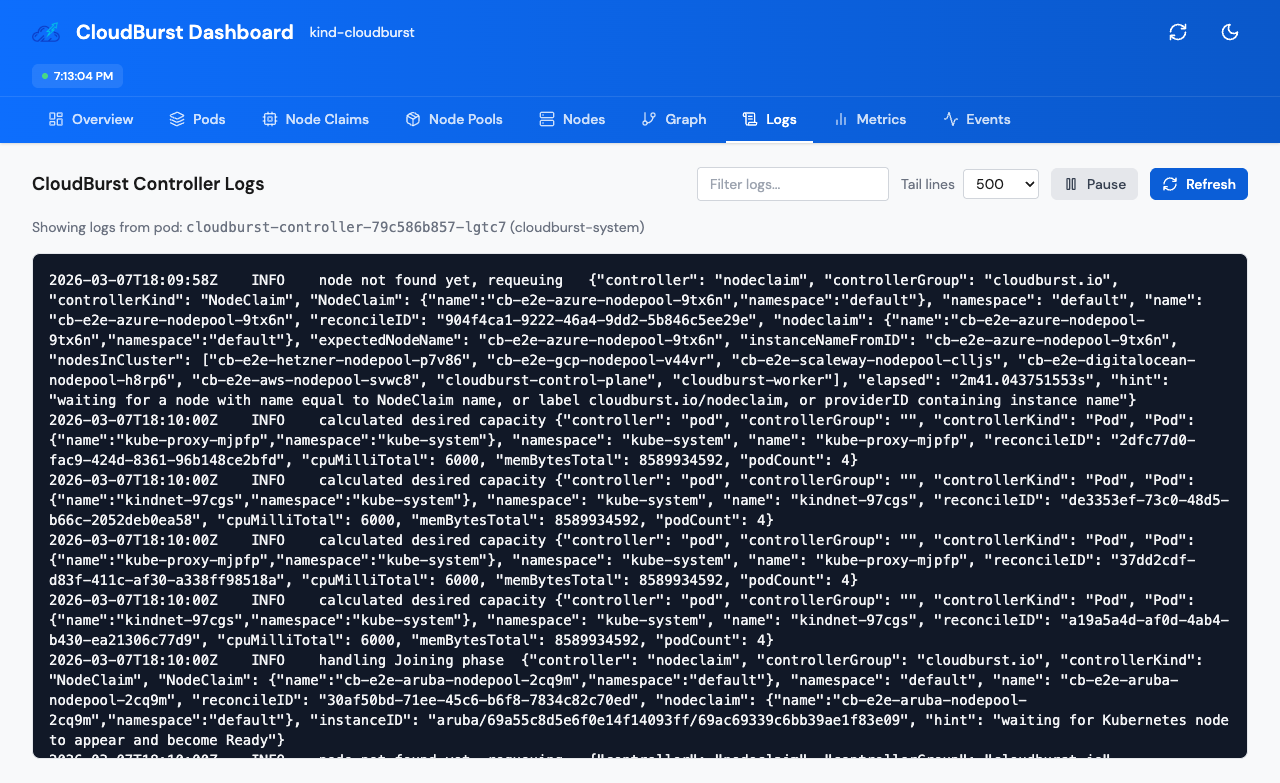 CloudBurst Dashboard kind-cloudburst
7:13:04 PM
Overview Pods Node Claims Node Pools Nodes Graph Logs Metrics Events
CloudBurst Controller Logs Filter logs... Tail lines 500 Pause Refresh
Showing logs from pod: cloudburst-controller-79c586b857-lgtc7 (cloudburst-system)
2026-03-07T18:09:58Z    INFO    node not found yet, requeuing   {"controller": "nodeclaim", "controllerGroup": "cloudburst.io",
"controllerKind": "NodeClaim", "NodeClaim": {"name":"cb-e2e-azure-nodepool-9tx6n","namespace":"default"}, "namespace": "default", "name":
"cb-e2e-azure-nodepool-9tx6n", "reconcileID": "904f4ca1-9222-46a4-9dd2-5b846c5ee29e", "nodeclaim": {"name":"cb-e2e-azure-nodepool-
9tx6n","namespace":"default"}, "expectedNodeName": "cb-e2e-azure-nodepool-9tx6n", "instanceNameFromID": "cb-e2e-azure-nodepool-9tx6n",
"nodesInCluster": ["cb-e2e-hetzner-nodepool-p7v86", "cb-e2e-gcp-nodepool-v44vr", "cb-e2e-scaleway-nodepool-clljs", "cb-e2e-digitalocean-
nodepool-h8rp6", "cb-e2e-aws-nodepool-svwc8", "cloudburst-control-plane", "cloudburst-worker"], "elapsed": "2m41.043751553s", "hint":
"waiting for a node with name equal to NodeClaim name, or label cloudburst.io/nodeclaim, or providerID containing instance name"}
2026-03-07T18:10:00Z    INFO    calculated desired capacity {"controller": "pod", "controllerGroup": "", "controllerKind": "Pod", "Pod":
{"name":"kube-proxy-mjpfp","namespace":"kube-system"}, "namespace": "kube-system", "name": "kube-proxy-mjpfp", "reconcileID": "2dfc77d0-
fac9-424d-8361-96b148ce2bfd", "cpuMilliTotal": 6000, "memBytesTotal": 8589934592, "podCount": 4}
2026-03-07T18:10:00Z    INFO    calculated desired capacity {"controller": "pod", "controllerGroup": "", "controllerKind": "Pod", "Pod":
{"name":"kindnet-97cgs","namespace":"kube-system"}, "namespace": "kube-system", "name": "kindnet-97cgs", "reconcileID": "de3353ef-73c0-48d5-
b66c-2052deb0ea58", "cpuMilliTotal": 6000, "memBytesTotal": 8589934592, "podCount": 4}
2026-03-07T18:10:00Z    INFO    calculated desired capacity {"controller": "pod", "controllerGroup": "", "controllerKind": "Pod", "Pod":
{"name":"kube-proxy-mjpfp","namespace":"kube-system"}, "namespace": "kube-system", "name": "kube-proxy-mjpfp", "reconcileID": "37dd2cdf-
d83f-411c-af30-a338ff98518a", "cpuMilliTotal": 6000, "memBytesTotal": 8589934592, "podCount": 4}
2026-03-07T18:10:00Z    INFO    calculated desired capacity {"controller": "pod", "controllerGroup": "", "controllerKind": "Pod", "Pod":
{"name":"kindnet-97cgs","namespace":"kube-system"}, "namespace": "kube-system", "name": "kindnet-97cgs", "reconcileID": "a19a5a4d-af0d-4ab4-
b430-ea21306c77d9", "cpuMilliTotal": 6000, "memBytesTotal": 8589934592, "podCount": 4}
2026-03-07T18:10:00Z    INFO    handling Joining phase  {"controller": "nodeclaim", "controllerGroup": "cloudburst.io", "controllerKind":
"NodeClaim", "NodeClaim": {"name":"cb-e2e-aruba-nodepool-2cq9m","namespace":"default"}, "namespace": "default", "name": "cb-e2e-aruba-
nodepool-2cq9m", "reconcileID": "30af50bd-71ee-45c6-b6f8-7834c82c70ed", "nodeclaim": {"name":"cb-e2e-aruba-nodepool-
2cq9m","namespace":"default"}, "instanceID": "aruba/69a55c8d5e6f0e14f14093ff/69ac69339c6bb39ae1f83e09", "hint": "waiting for Kubernetes node
to appear and become Ready"}
2026-03-07T18:10:00Z    INFO    node not found yet, requeuing   {"controller": "nodeclaim", "controllerGroup": "cloudburst.io",